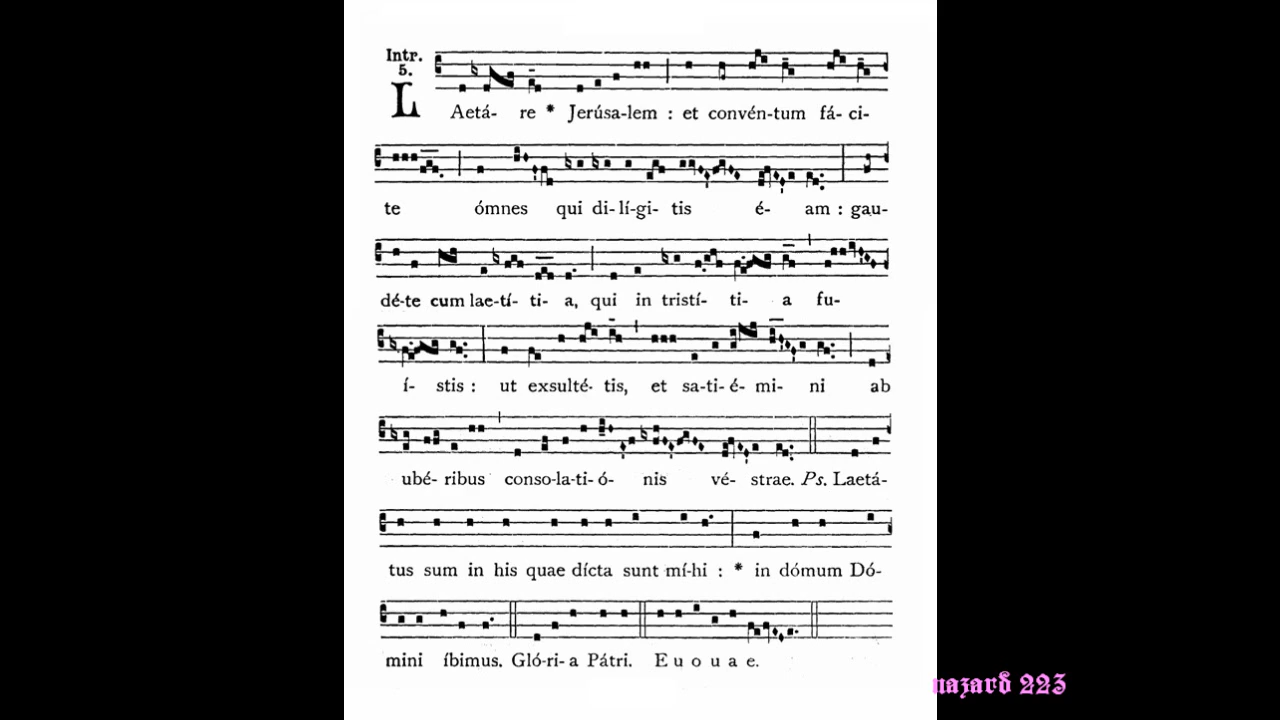 Intr.
5.
LAetá- re * Jerúsa-lem : et convén-tum fá- ci-
te ómnes qui di-lí-gi- tis é- am : gau-
dé-te cum lae-tí- ti- a, qui in tristí- ti- a fu-
í- stis : ut exsulté- tis, et sa-ti-é- mi- ni ab
ubé- ribus conso-la-ti-ó- nis vé- strae. Ps. Laetá-
tus sum in his quae dícta sunt mí-hi : * in dómum Dó-
mini íbimus. Gló-ri- a Pátri. E u o u a e.
nazard 223